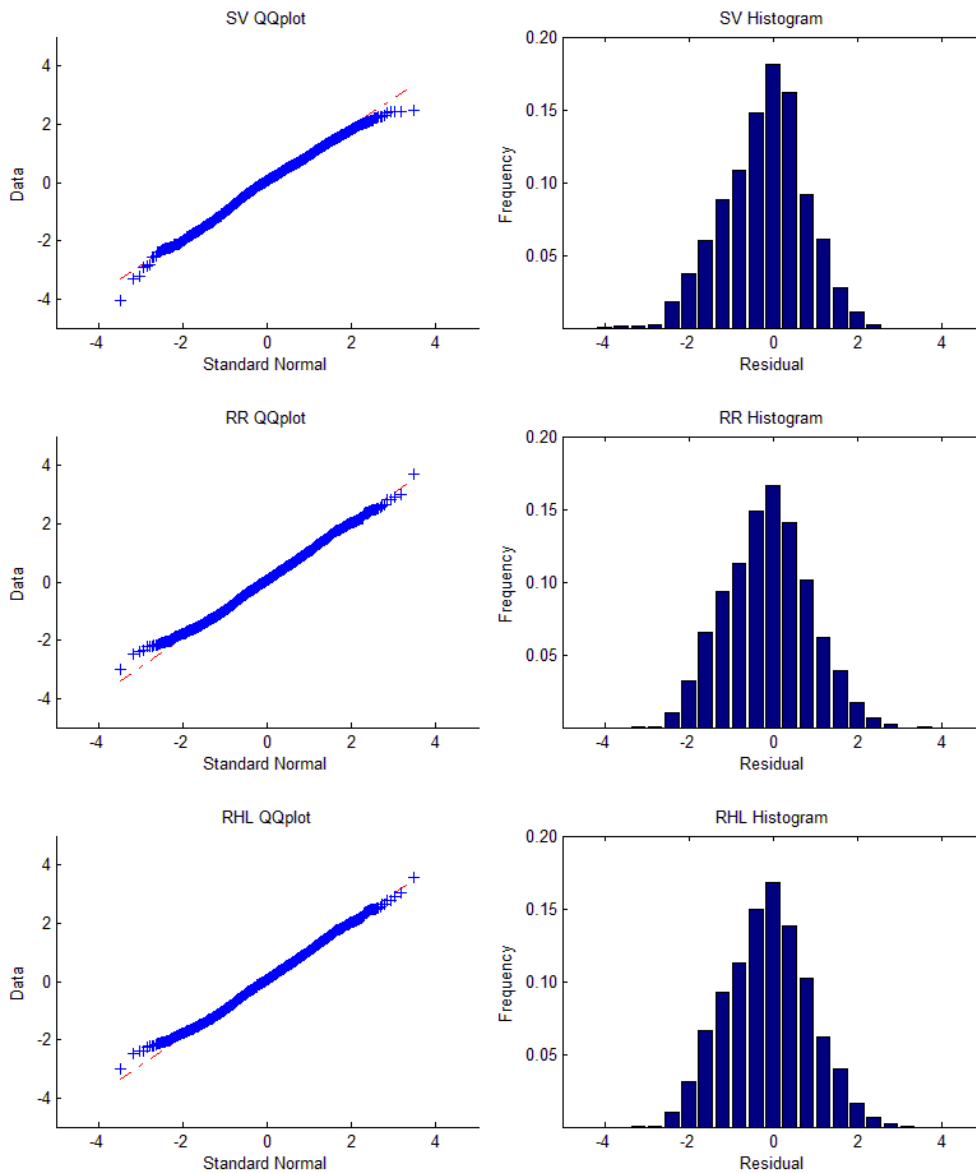 SV QQplot
4
2
0
-2
-4
Data
-4 -2 0 2 4
Standard Normal
SV Histogram
0.20
0.15
0.10
0.05
Frequency
-4 -2 0 2 4
Residual
RR QQplot
4
2
0
-2
-4
Data
-4 -2 0 2 4
Standard Normal
RR Histogram
0.20
0.15
0.10
0.05
Frequency
-4 -2 0 2 4
Residual
RHL QQplot
4
2
0
-2
-4
Data
-4 -2 0 2 4
Standard Normal
RHL Histogram
0.20
0.15
0.10
0.05
Frequency
-4 -2 0 2 4
Residual